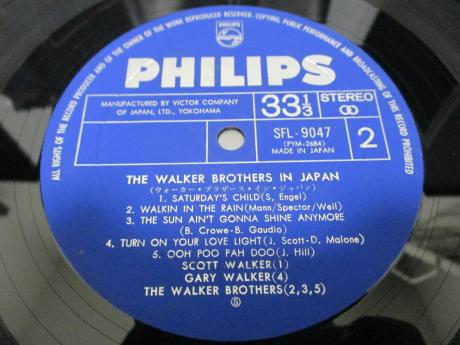 ALL RIGHTS OF THE RECORD PRODUCER AND OF THE OWNER OF THE WORK REPRODUCED RESERVED. COPYING, PUBLIC PERFORMANCE AND BROADCASTING OF THIS RECORD PROHIBITED
PHILIPS
PHILIPS
MANUFACTURED BY VICTOR COMPANY
OF JAPAN, LTD., YOKOHAMA
33 1/3
STEREO
SFL-9047
(PYM-2684)
MADE IN JAPAN
2
THE WALKER BROTHERS IN JAPAN
(ウォーカー・ブラザース・イン・ジャパン)
1. SATURDAY'S CHILD(S, Engel)
2. WALKIN IN THE RAIN(Mann/Spector/Weil)
3. THE SUN AIN'T GONNA SHINE ANYMORE
(B. Crowe-B. Gaudio)
4. TURN ON YOUR LOVE LIGHT(J. Scott-D, Malone)
5. OOH POO PAH DOO(J. Hill)
SCOTT WALKER(1)
GARY WALKER(4)
THE WALKER BROTHERS(2,3,5)
⑤